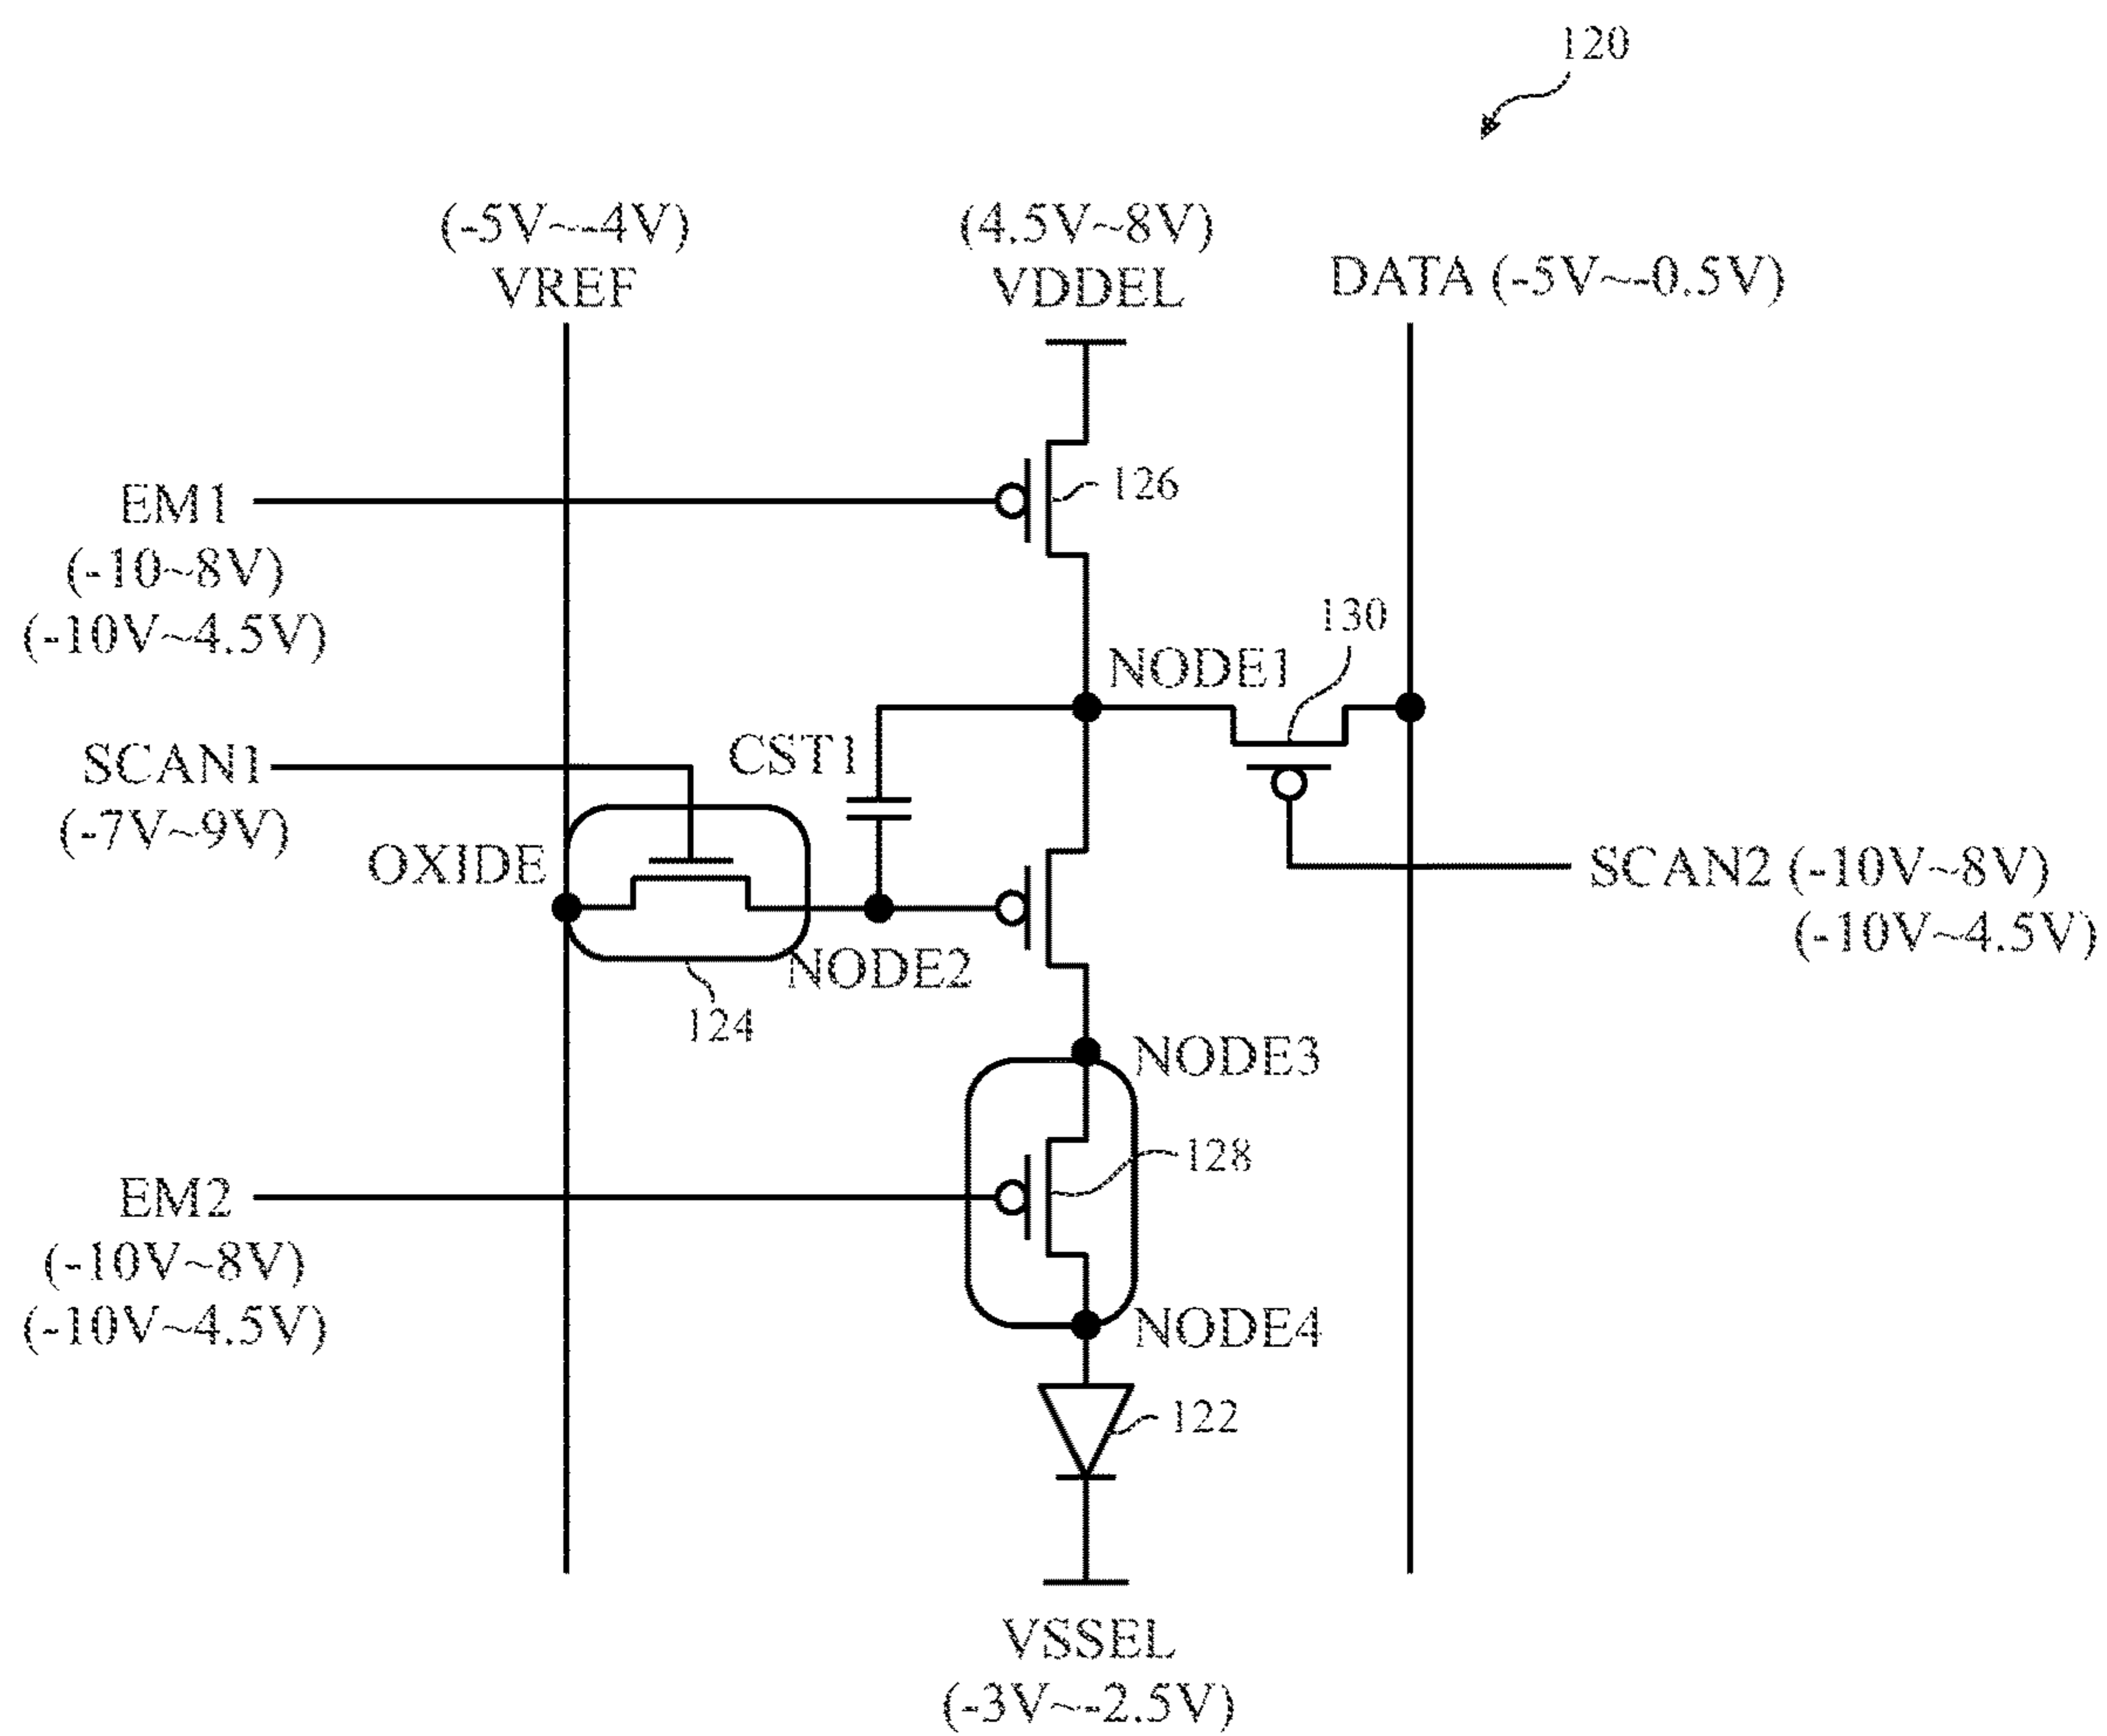 120
(-5V~-4V)
VREF
(4.5V~8V)
VDDEL
DATA (-5V~-0.5V)
EM1
(-10~8V)
(-10V~4.5V)
126
130
NODE1
SCAN1
(-7V~9V)
CST1
OXIDE
SCAN2 (-10V~8V)
(-10V~4.5V)
NODE2
124
NODE3
128
EM2
(-10V~8V)
(-10V~4.5V)
NODE4
122
VSSEL
(-3V~-2.5V)